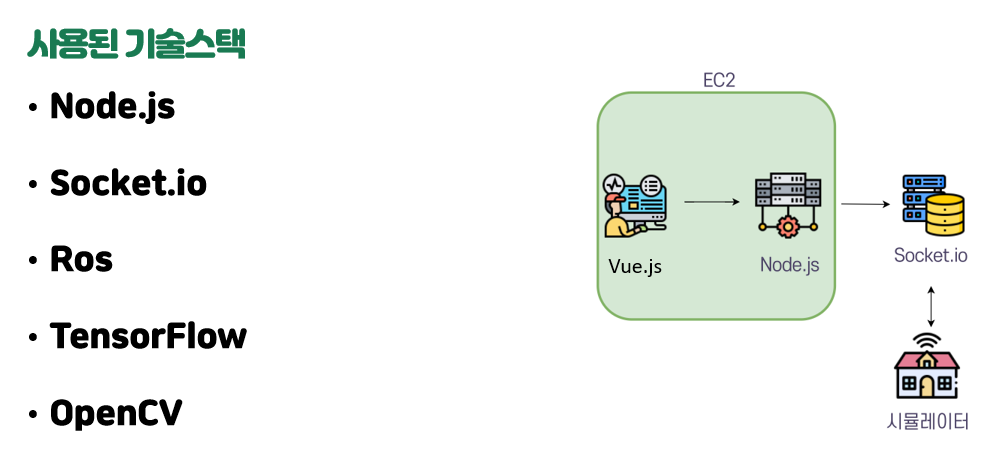 사용된 기술스택
• Node.js
• Socket.io
• Ros
• TensorFlow
• OpenCV
EC2
Vue.js
Node.js
Socket.io
시뮬레이터